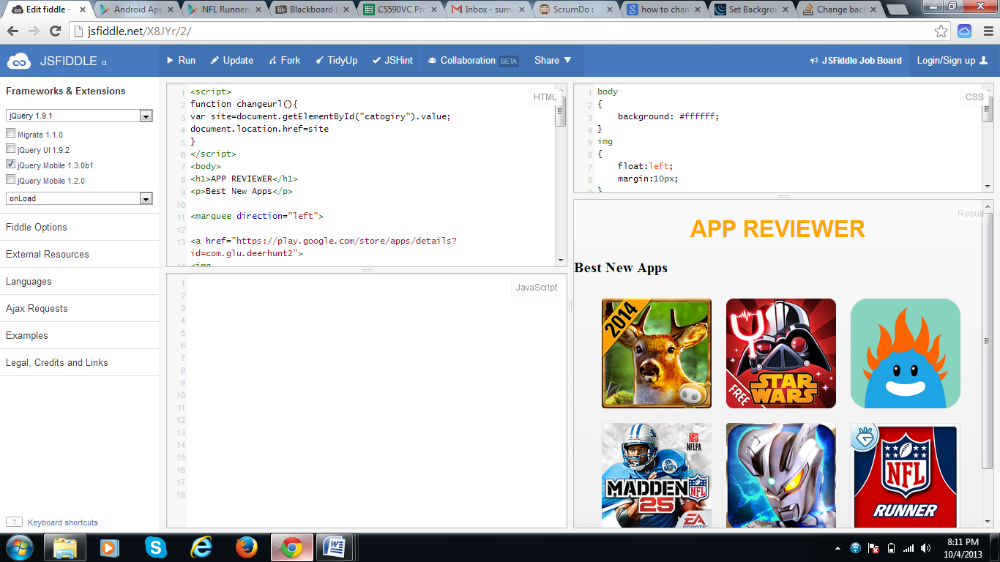 Edit fiddle -
Android App
NFL Runner
Blackboard L
CS590VC Pro
Inbox - sum
ScrumDo :
how to chan
Set Backgrou
Change back
jsfiddle.net/X8JYr/2/
JSFIDDLE α
Run
Update
Fork
TidyUp
JSHint
Collaboration BETA
Share
JSFiddle Job Board
Login/Sign up
Frameworks & Extensions
jQuery 1.9.1
Migrate 1.1.0
jQuery UI 1.9.2
jQuery Mobile 1.3.0b1
jQuery Mobile 1.2.0
onLoad
Fiddle Options
External Resources
Languages
Ajax Requests
Examples
Legal, Credits and Links
? Keyboard shortcuts
HTML
1 <script>
2 function changeurl(){
3 var site=document.getElementById("catogiry").value;
4 document.location.href=site
5 }
6 </script>
7 <body>
8 <h1>APP REVIEWER</h1>
9 <p>Best New Apps</p>
10
11 <marquee direction="left">
12
13 <a href="https://play.google.com/store/apps/details?
id=com.glu.deerhunt2">
14 <img
JavaScript
1
2
3
4
5
6
7
8
9
10
11
12
13
14
15
16
17
18
CSS
1 body
2 {
3 background: #ffffff;
4 }
5 img
6 {
7 float:left;
8 margin:10px;
9 }
Result
APP REVIEWER
Best New Apps
2014
STAR
WARS
FREE
NFLPA
MADDEN
NFL
25
EA
SPORTS
NFL
RUNNER
8:11 PM
10/4/2013